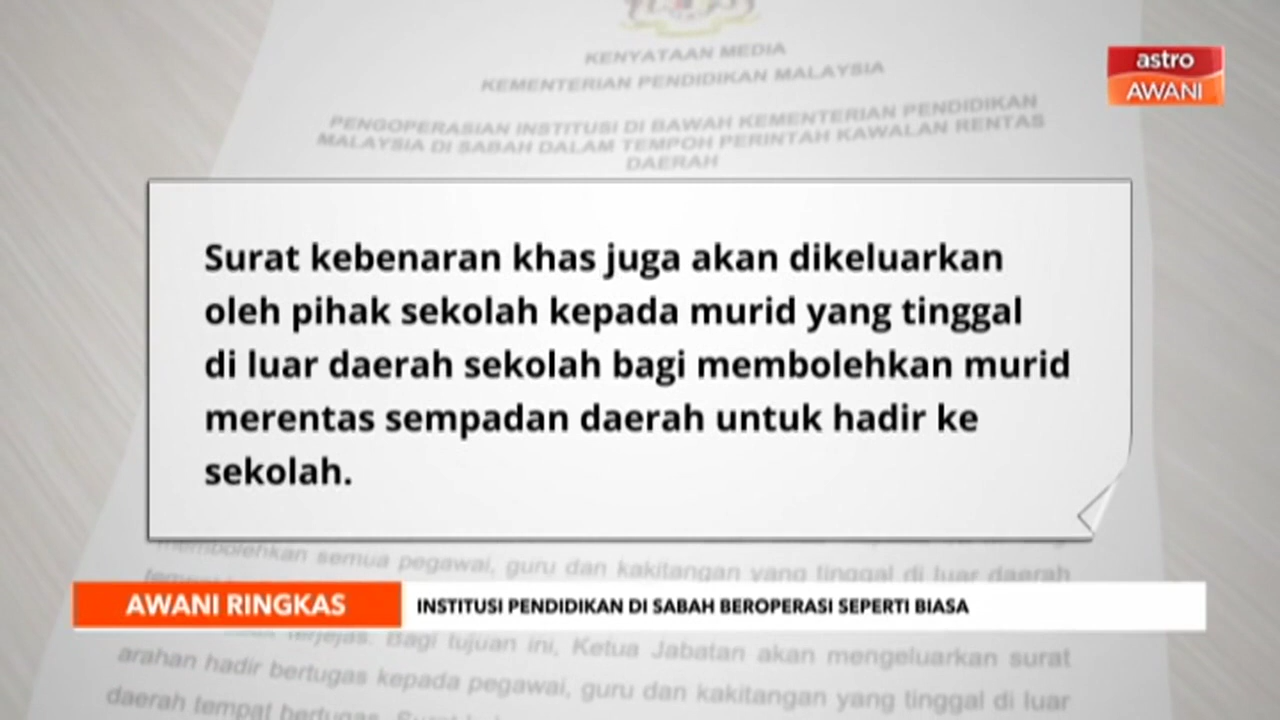 KENYATAAN MEDIA
KEMENTERIAN PENDIDIKAN MALAYSIA
PENGOPERASIAN INSTITUSI DI BAWAH KEMENTERIAN PENDIDIKAN
MALAYSIA DI SABAH DALAM TEMPOH PERINTAH KAWALAN RENTAS
DAERAH
astro
AWANI
Surat kebenaran khas juga akan dikeluarkan
oleh pihak sekolah kepada murid yang tinggal
di luar daerah sekolah bagi membolehkan murid
merentas sempadan daerah untuk hadir ke
sekolah.
membolehkan semua pegawai, guru dan kakitangan yang tinggal di luar daerah
AWANI RINGKAS
INSTITUSI PENDIDIKAN DI SABAH BEROPERASI SEPERTI BIASA
terjejas. Bagi tujuan ini, Ketua Jabatan akan mengeluarkan surat
arahan hadir bertugas kepada pegawai, guru dan kakitangan yang tinggal di luar
daerah tempat bertugas.